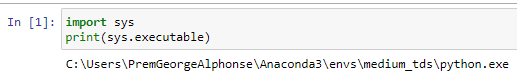 In [1]: import sys
print(sys.executable)
C:\Users\PremGeorgeAlphonse\Anaconda3\envs\medium_tds\python.exe